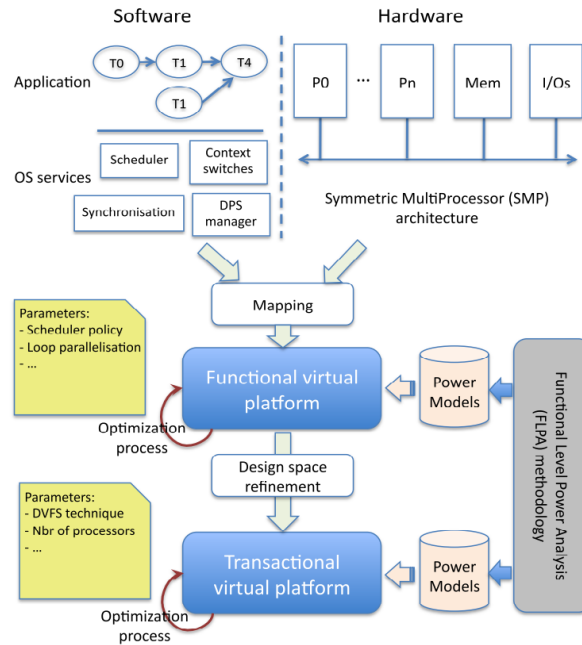 Software
Hardware
Application
T0
T1
T4
T1
P0
...
Pn
Mem
I/Os
OS services
Scheduler
Context
switches
Synchronisation
DPS
manager
Symmetric MultiProcessor (SMP)
architecture
Mapping
Parameters:
- Scheduler policy
- Loop parallelisation
- ...
Functional virtual
platform
Power
Models
Functional Level Power Analysis
(FLPA) methodology
Optimization
process
Design space
refinement
Parameters:
- DVFS technique
- Nbr of processors
- ...
Transactional
virtual platform
Power
Models
Optimization
process